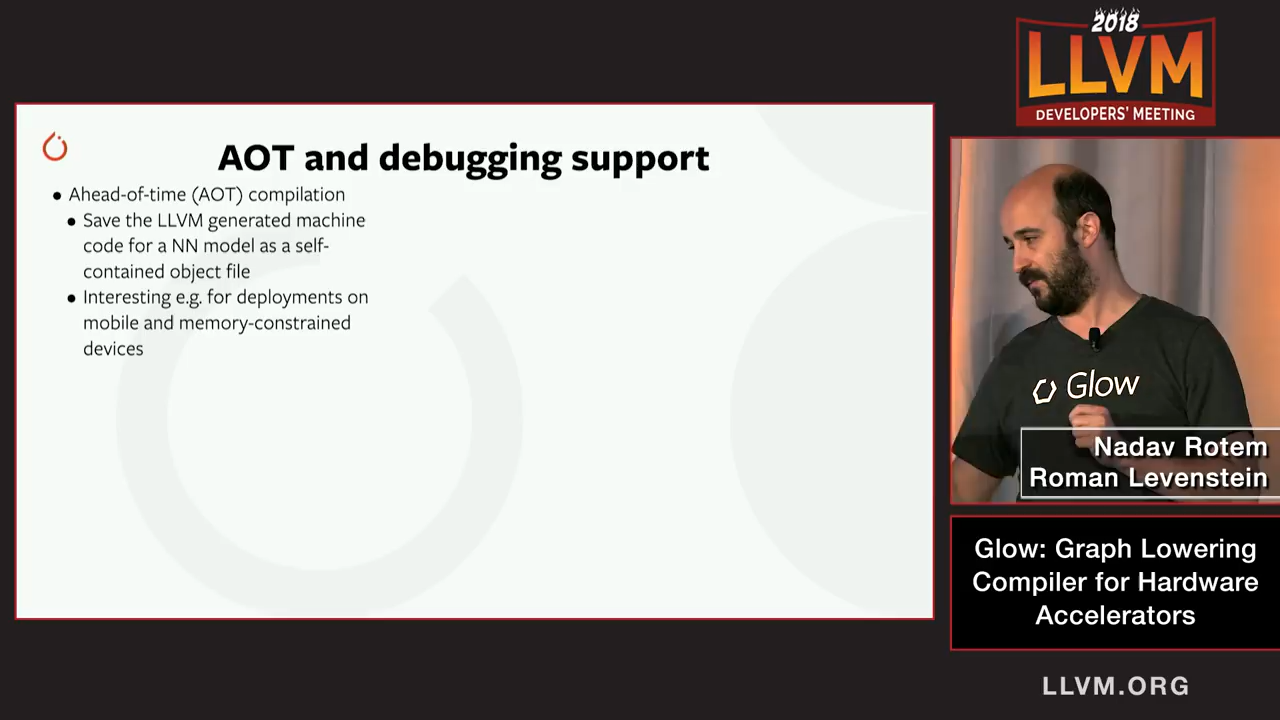 2018
LLVM
DEVELOPERS' MEETING
AOT and debugging support
● Ahead-of-time (AOT) compilation
● Save the LLVM generated machine
code for a NN model as a self-
contained object file
● Interesting e.g. for deployments on
mobile and memory-constrained
devices
Glow
Nadav Rotem
Roman Levenstein
Glow: Graph Lowering
Compiler for Hardware
Accelerators
LLVM.ORG